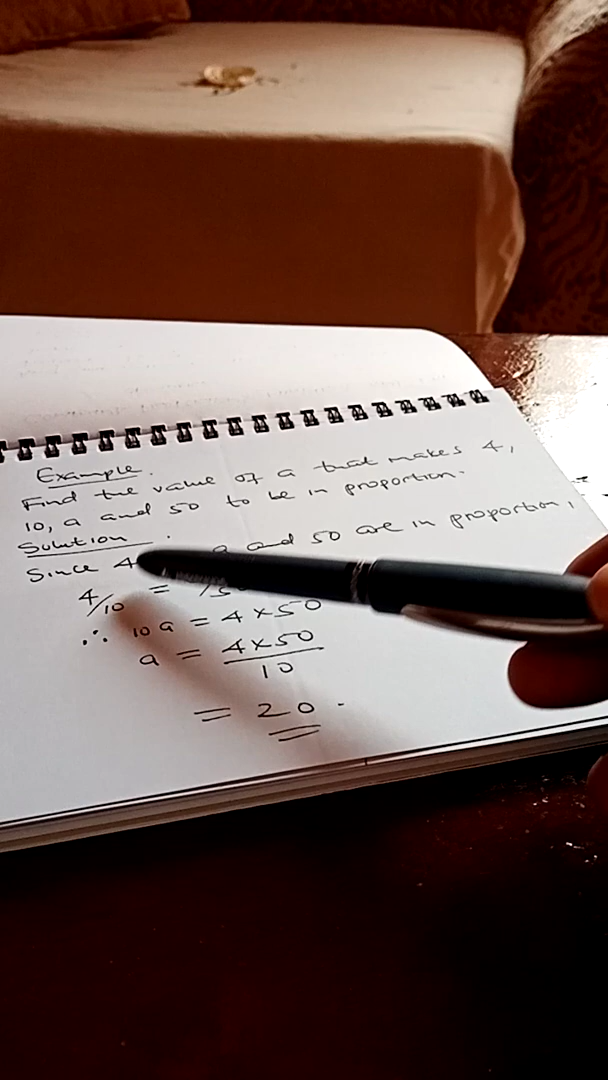 Example.
Find the value of a that makes 4,
10, a and 50 to be in proportion.
Solution.
Since 4 a and 50 are in proportion,
4/10 = /50
∴ 10a = 4 × 50
a = 4×50
10
= 20.